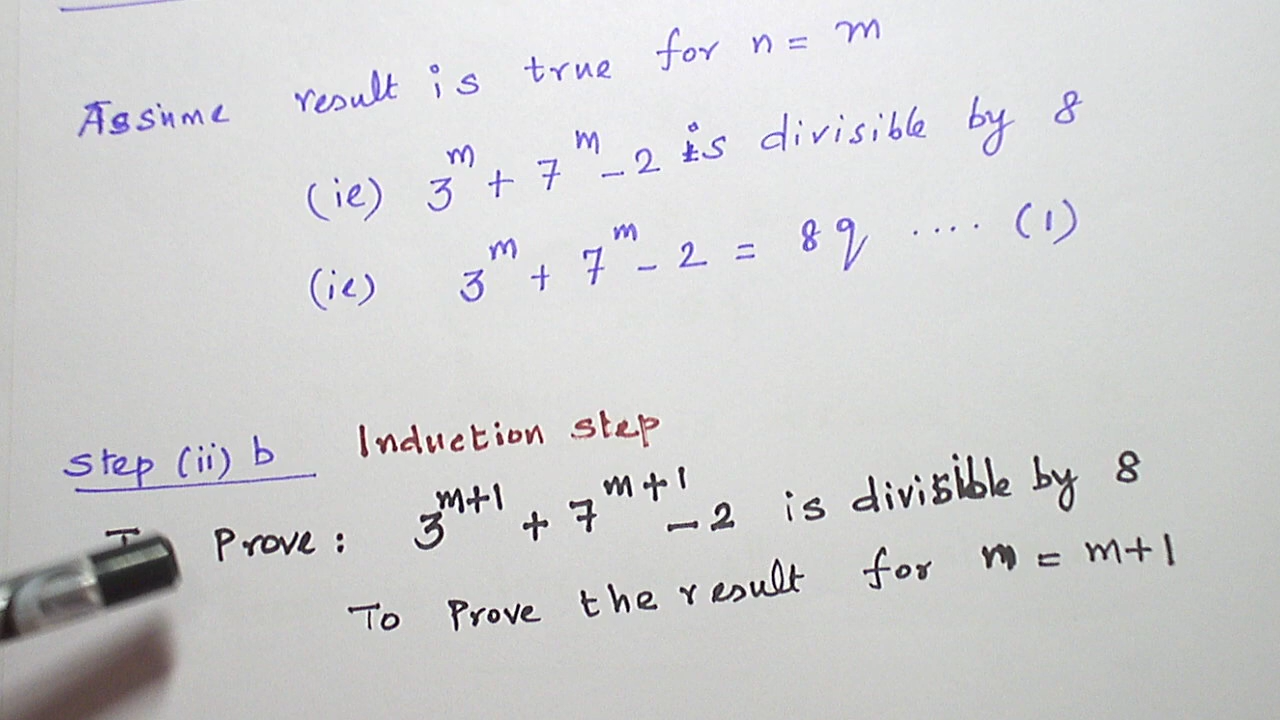 Assume result is true for n = m
(ie) 3^m + 7^m - 2 is divisible by 8
(ie) 3^m + 7^m - 2 = 8q .... (1)
Step (ii) b Induction step
Prove: 3^{m+1} + 7^{m+1} - 2 is divisible by 8
To Prove the result for m = m+1